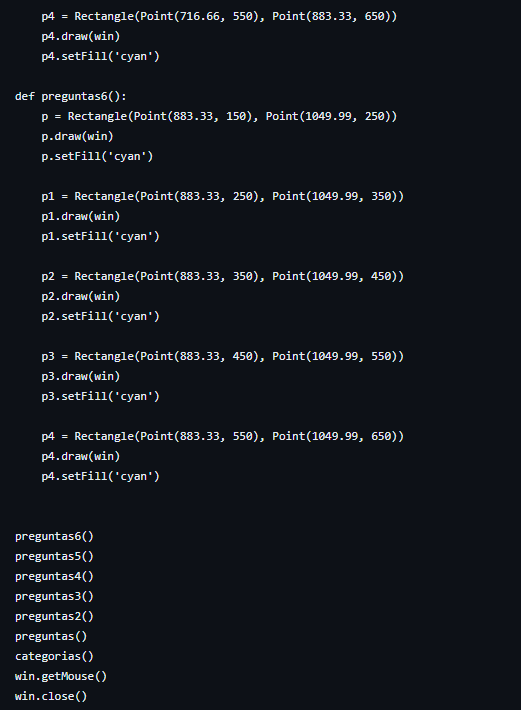 p4 = Rectangle(Point(716.66, 550), Point(883.33, 650))
p4.draw(win)
p4.setFill('cyan')
def preguntas6():
p = Rectangle(Point(883.33, 150), Point(1049.99, 250))
p.draw(win)
p.setFill('cyan')
p1 = Rectangle(Point(883.33, 250), Point(1049.99, 350))
p1.draw(win)
p1.setFill('cyan')
p2 = Rectangle(Point(883.33, 350), Point(1049.99, 450))
p2.draw(win)
p2.setFill('cyan')
p3 = Rectangle(Point(883.33, 450), Point(1049.99, 550))
p3.draw(win)
p3.setFill('cyan')
p4 = Rectangle(Point(883.33, 550), Point(1049.99, 650))
p4.draw(win)
p4.setFill('cyan')
preguntas6()
preguntas5()
preguntas4()
preguntas3()
preguntas2()
preguntas()
categorias()
win.getMouse()
win.close()